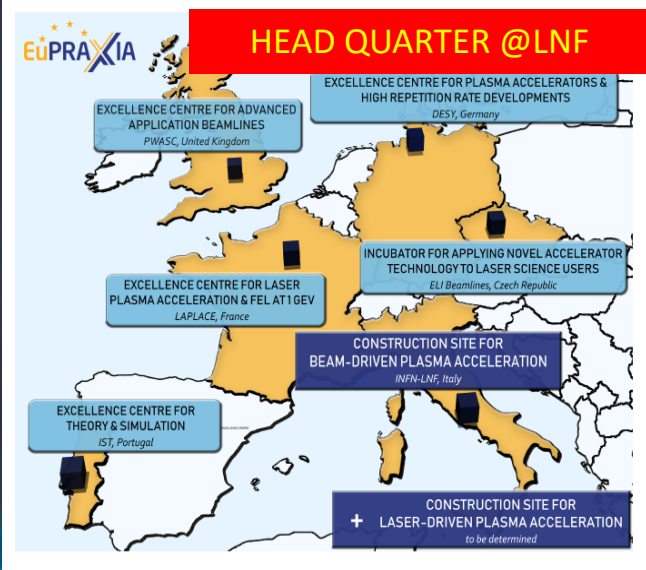 EuPRAXIA
HEAD QUARTER @LNF
EXCELLENCE CENTRE FOR PLASMA ACCELERATORS &
HIGH REPETITION RATE DEVELOPMENTS
DESY, Germany
EXCELLENCE CENTRE FOR ADVANCED
APPLICATION BEAMLINES
PWASC, United Kingdom
INCUBATOR FOR APPLYING NOVEL ACCELERATOR
TECHNOLOGY TO LASER SCIENCE USERS
ELI Beamlines, Czech Republic
EXCELLENCE CENTRE FOR LASER
PLASMA ACCELERATION & FEL AT 1 GEV
LAPLACE, France
CONSTRUCTION SITE FOR
BEAM-DRIVEN PLASMA ACCELERATION
INFN-LNF, Italy
EXCELLENCE CENTRE FOR
THEORY & SIMULATION
IST, Portugal
+ CONSTRUCTION SITE FOR
LASER-DRIVEN PLASMA ACCELERATION
to be determined